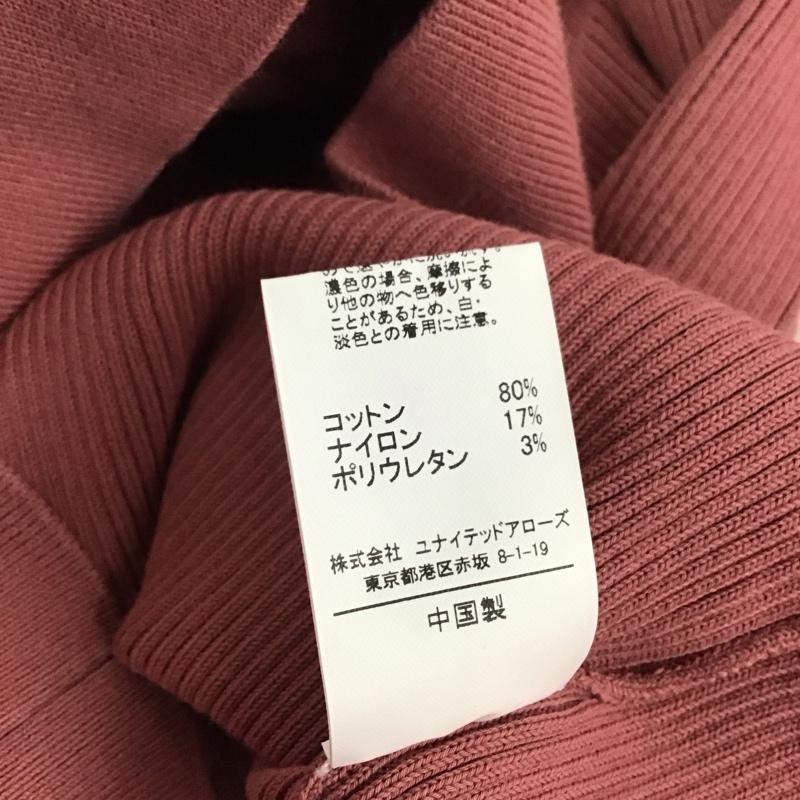 濃色の場合、摩擦によ
り他の物へ色移りする
ことがあるため、白・
淡色との着用に注意。
コットン 80%
ナイロン 17%
ポリウレタン 3%
株式会社 ユナイテッドアローズ
東京都港区赤坂 8-1-19
中国製